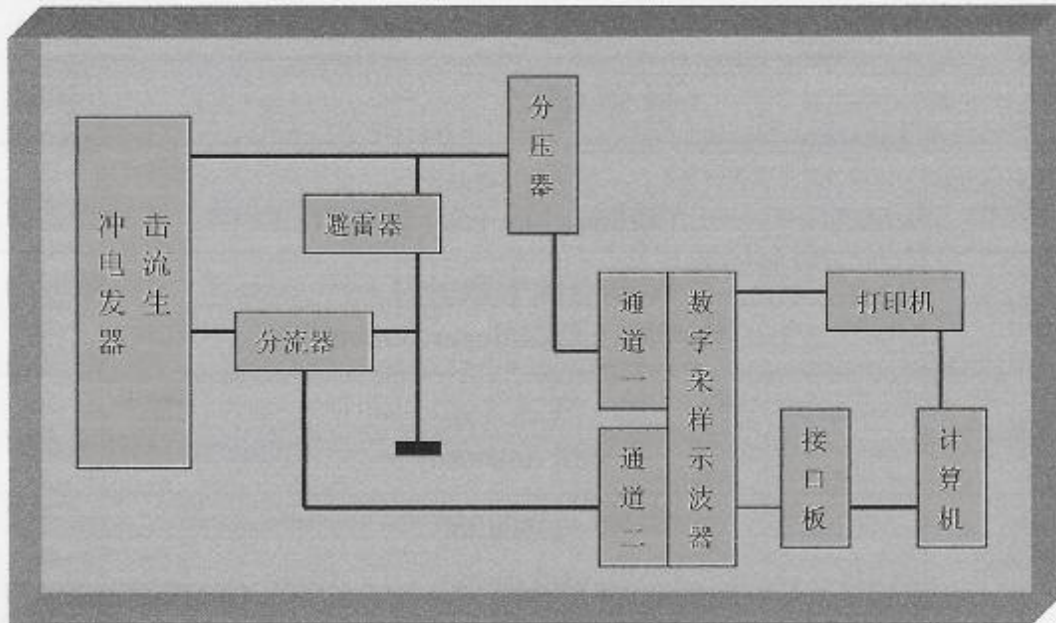 冲击
电流
发生
器
分压器
避雷器
分流器
通道一
通道二
数字采样示波器
打印机
接口板
计算机